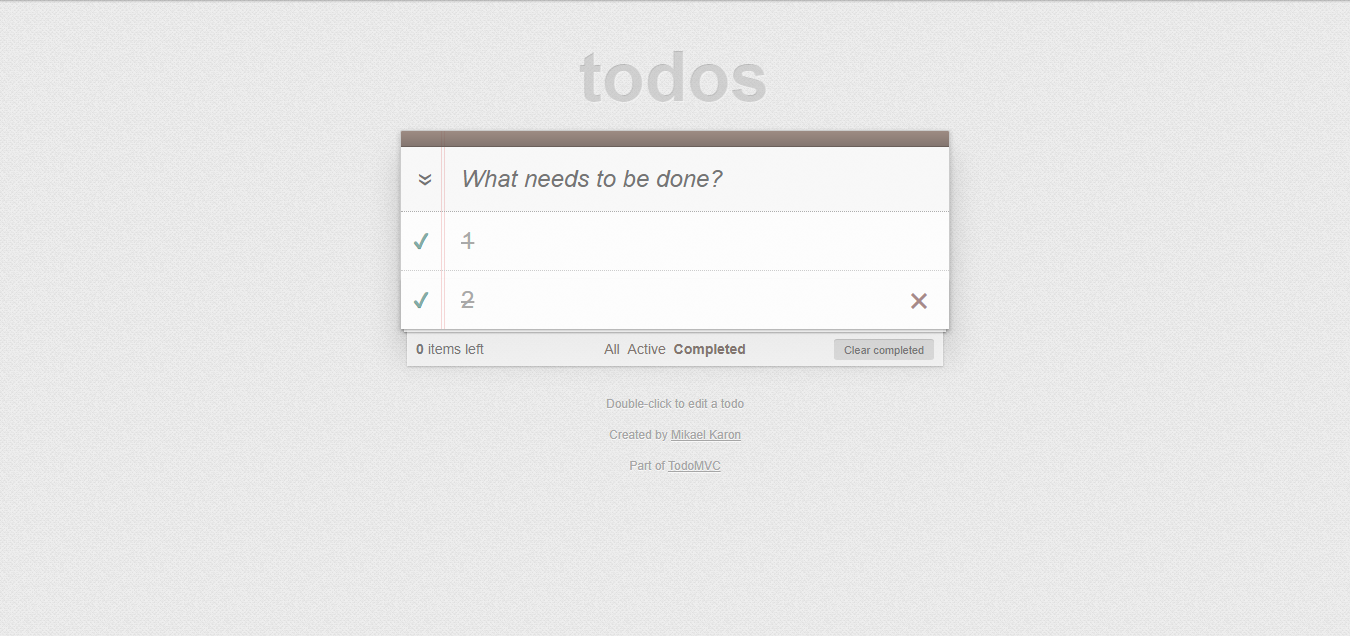 todos
What needs to be done?
1
2
0 items left All Active Completed Clear completed
Double-click to edit a todo
Created by Mikael Karon
Part of TodoMVC